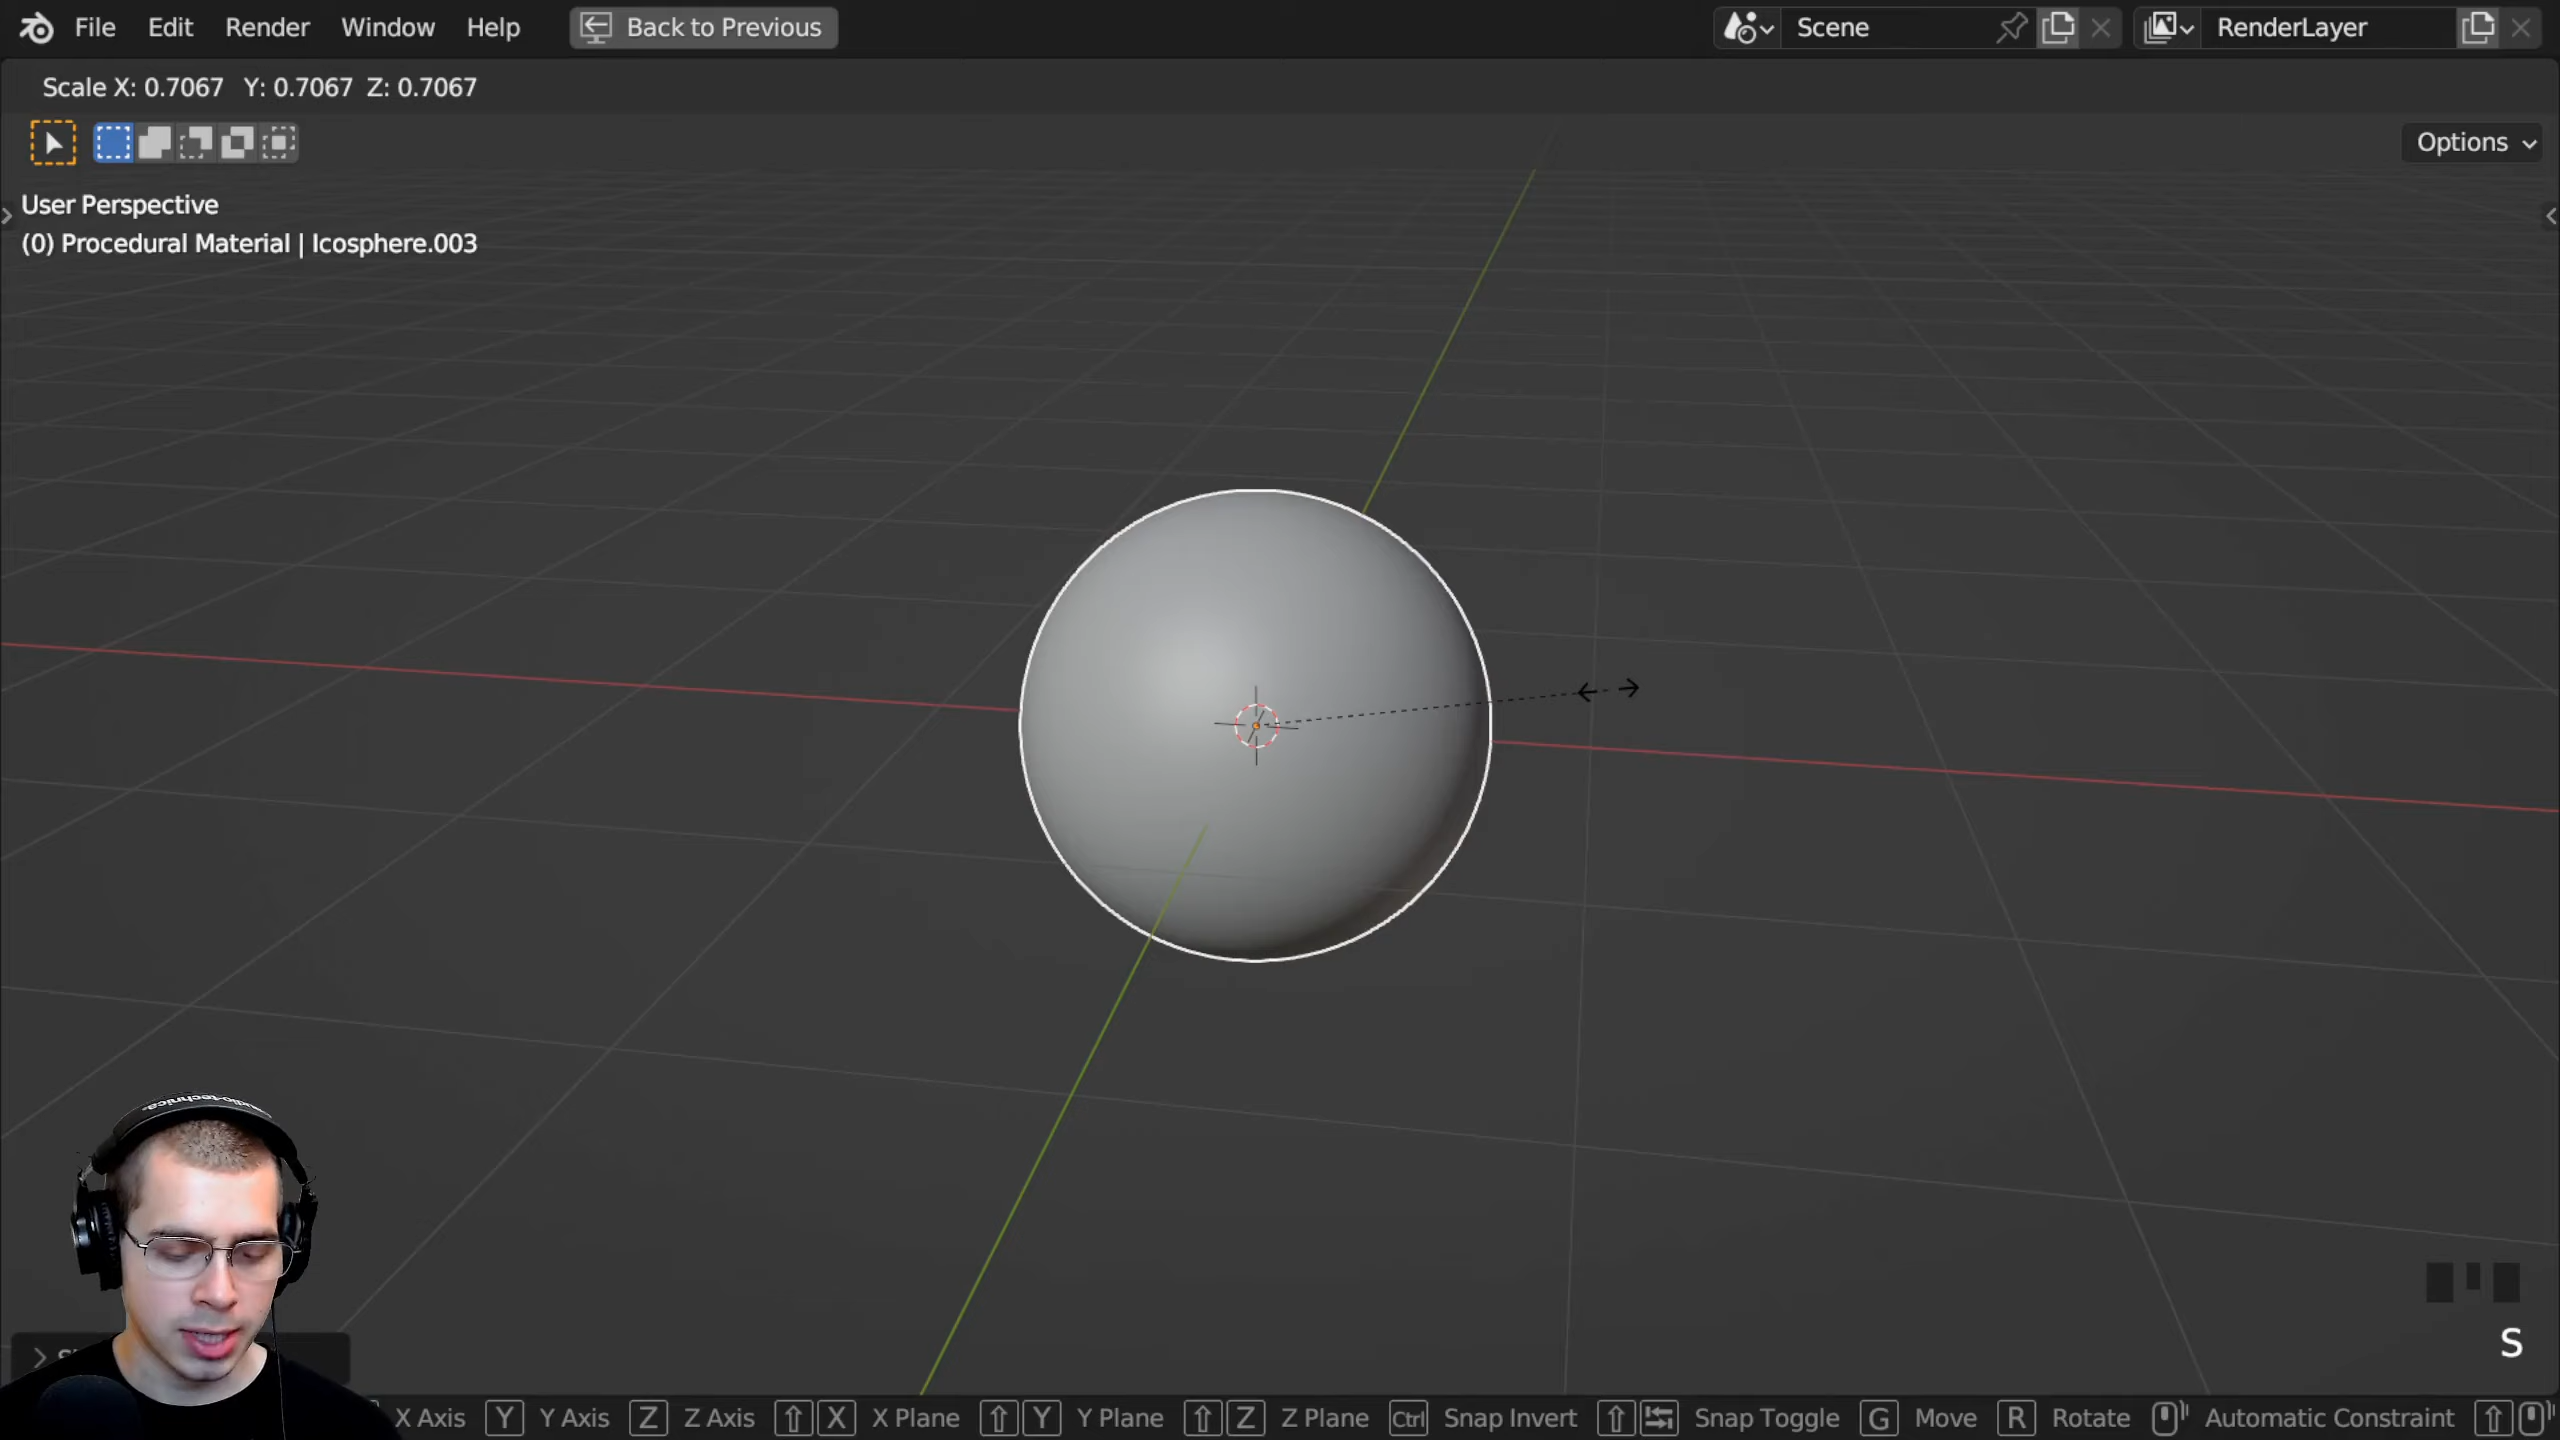 File Edit Render Window Help Back to Previous Scene RenderLayer
Scale X: 0.7067 Y: 0.7067 Z: 0.7067
Options
User Perspective
(0) Procedural Material | Icosphere.003
S
X Axis Y Y Axis Z Z Axis X X Plane Y Y Plane Z Z Plane Ctrl Snap Invert Snap Toggle G Move R Rotate Automatic Constraint